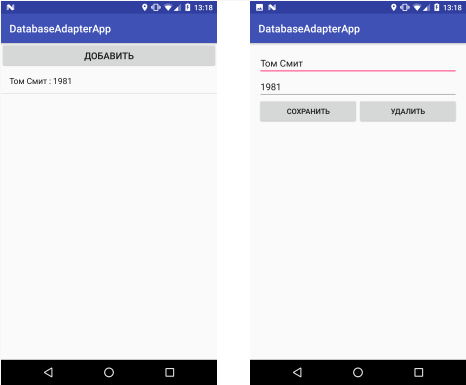 13:18
DatabaseAdapterApp
ДОБАВИТЬ
Том Смит : 1981
13:18
DatabaseAdapterApp
Том Смит
1981
СОХРАНИТЬ
УДАЛИТЬ